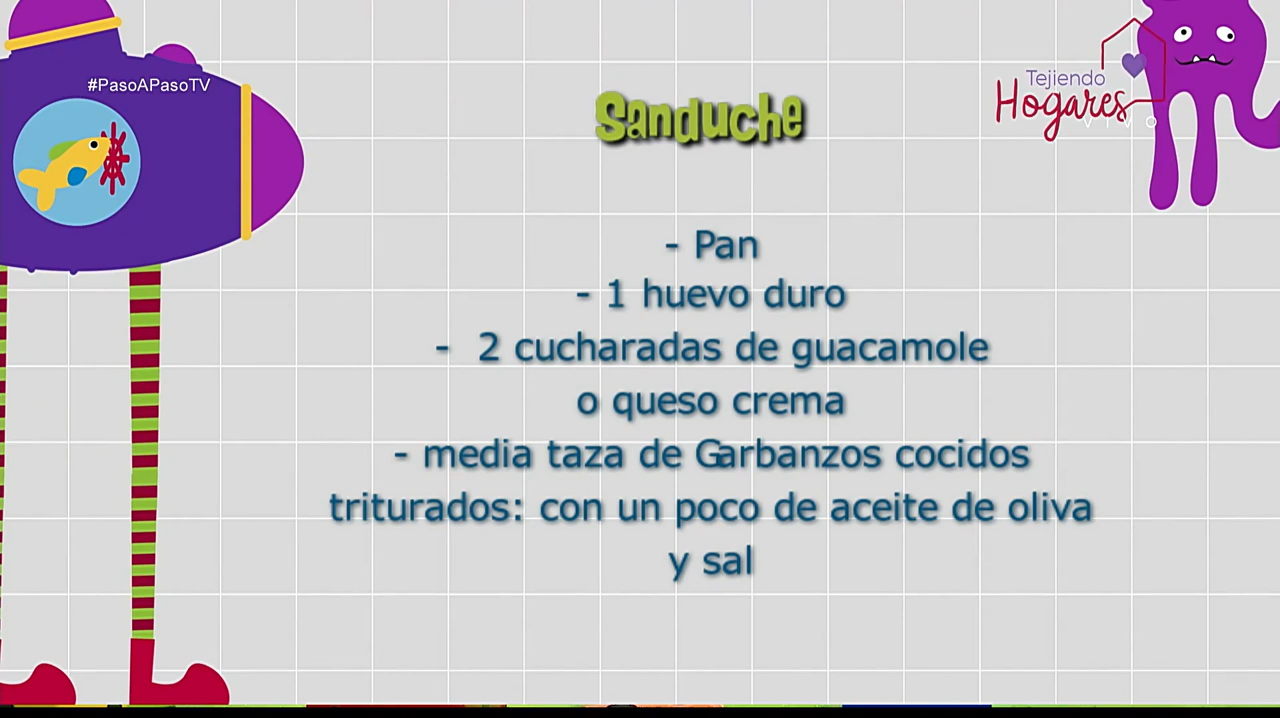 #PasoAPasoTV
Tejiendo
Hogares
VIVO
Sanduche
- Pan
- 1 huevo duro
- 2 cucharadas de guacamole
o queso crema
- media taza de Garbanzos cocidos
triturados: con un poco de aceite de oliva
y sal